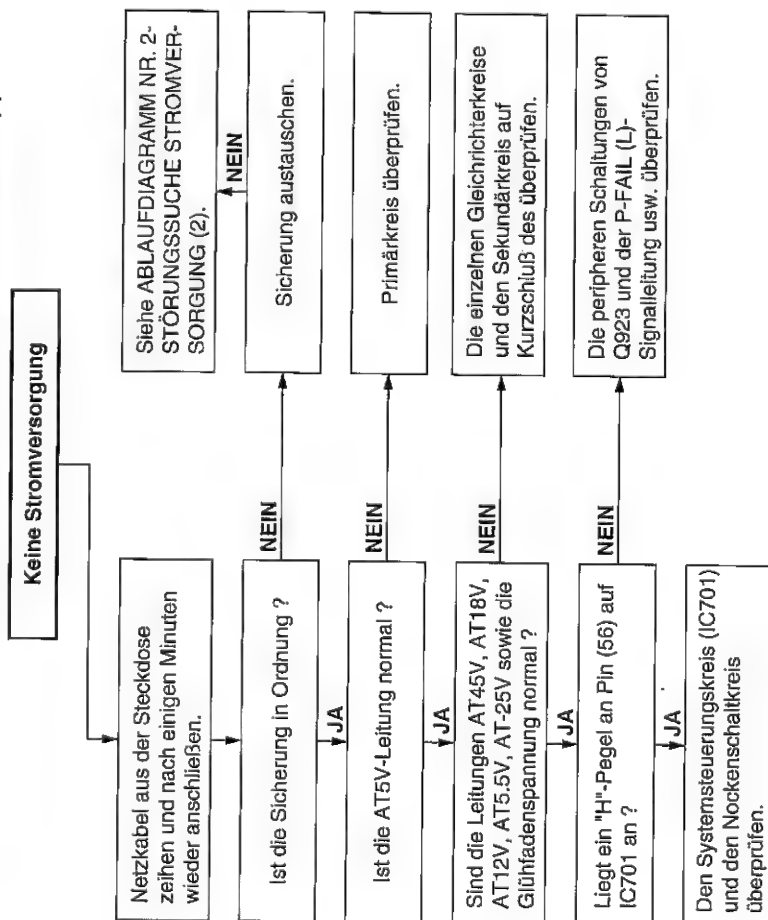 Keine Stromversorgung
Netzkabel aus der Steckdose
zeihen und nach einigen Minuten
wieder anschließen.
Siehe ABLAUFDIAGRAMM NR. 2-
STÖRUNGSSUCHE STROMVER-
SORGUNG (2).
NEIN
Ist die Sicherung in Ordnung ?
NEIN
Sicherung austauschen.
JA
Ist die AT5V-Leitung normal ?
NEIN
Primärkreis überprüfen.
JA
Sind die Leitungen AT45V, AT18V,
AT12V, AT5.5V, AT-25V sowie die
Glühfadenspannung normal ?
NEIN
Die einzelnen Gleichrichterkreise
und den Sekundärkreis auf
Kurzschluß des überprüfen.
JA
Liegt ein "H"-Pegel an Pin (56) auf
IC701 an ?
NEIN
Die peripheren Schaltungen von
Q923 und der P-FAIL (L)-
Signalleitung usw. überprüfen.
JA
Den Systemsteuerungskreis (IC701)
und den Nockenschaltkreis
überprüfen.